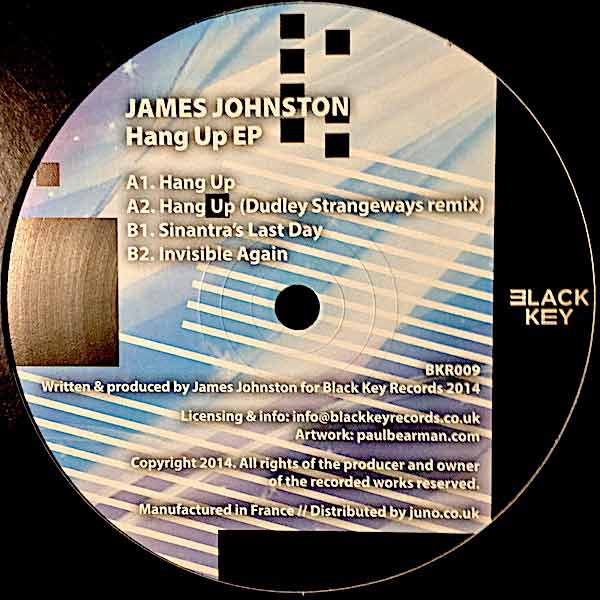 JAMES JOHNSTON
Hang Up EP
A1. Hang Up
A2. Hang Up (Dudley Strangeways remix)
B1. Sinantra's Last Day
B2. Invisible Again
BLACK
KEY
BKR009
Written & produced by James Johnston for Black Key Records 2014
Licensing & info: info@blackkeyrecords.co.uk
Artwork: paulbearman.com
Copyright 2014. All rights of the producer and owner
of the recorded works reserved.
Manufactured in France // Distributed by juno.co.uk